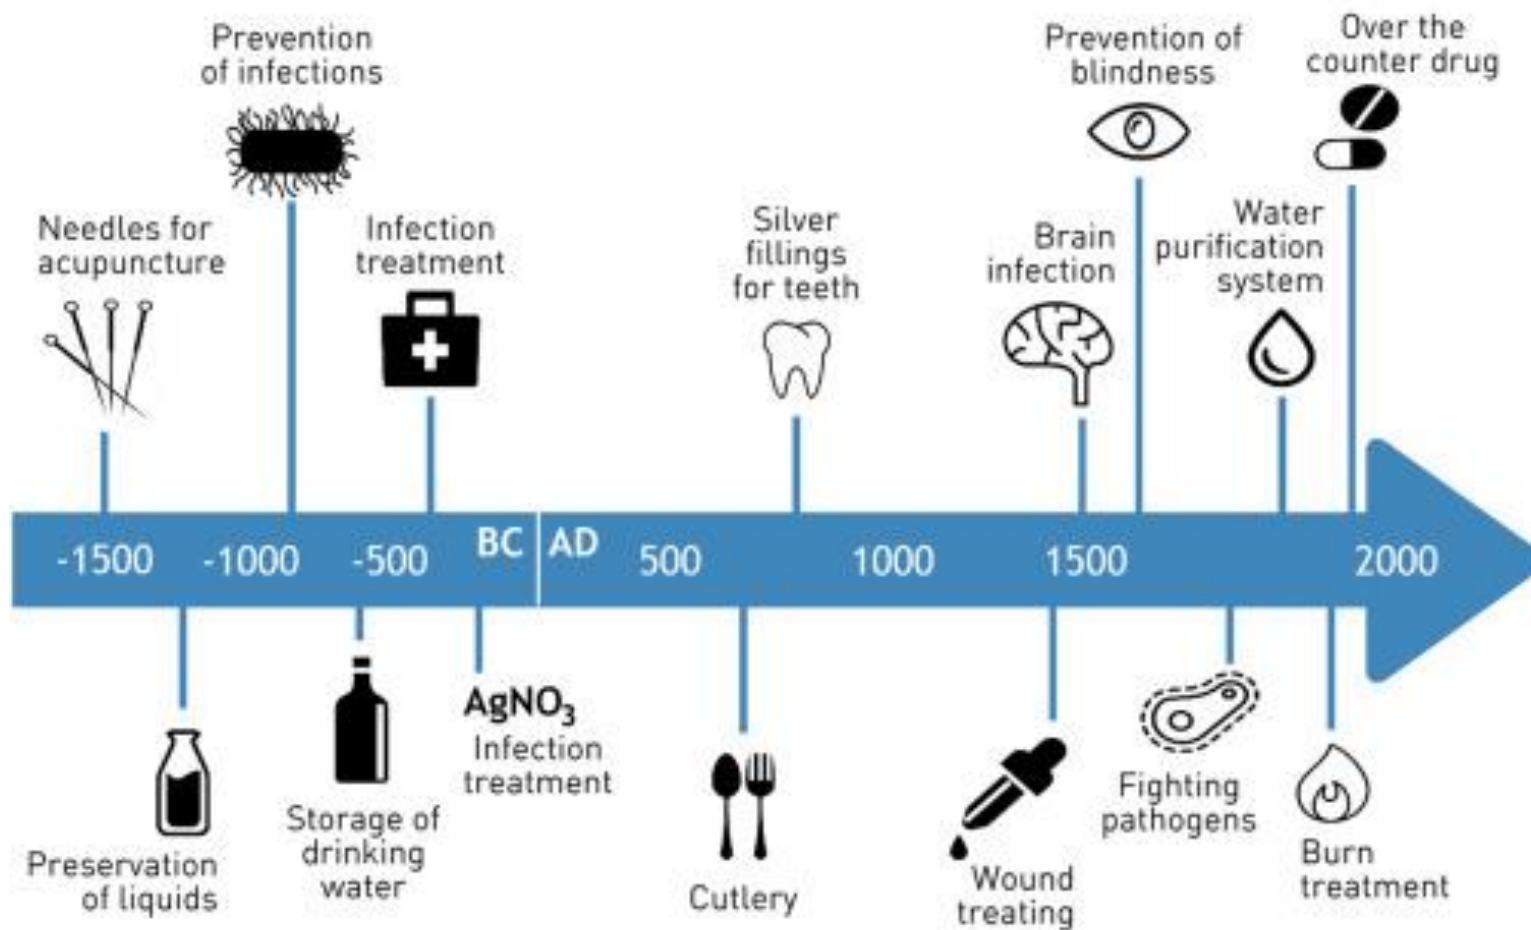 Prevention
of infections
Needles for
acupuncture
Infection
treatment
Silver
fillings
for teeth
Brain
infection
Prevention of
blindness
Water
purification
system
Over the
counter drug
-1500
-1000
-500
BC
AD
500
1000
1500
2000
Preservation
of liquids
Storage of
drinking
water
AgNO₃
Infection
treatment
Cutlery
Wound
treating
Fighting
pathogens
Burn
treatment